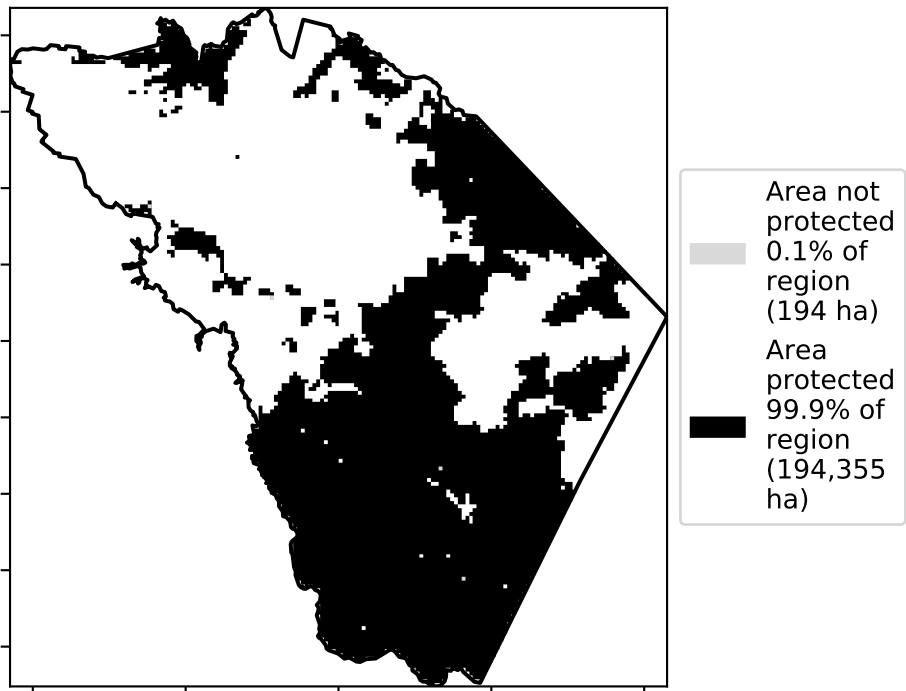 Area not
protected
0.1% of
region
(194 ha)
Area
protected
99.9% of
region
(194,355
ha)